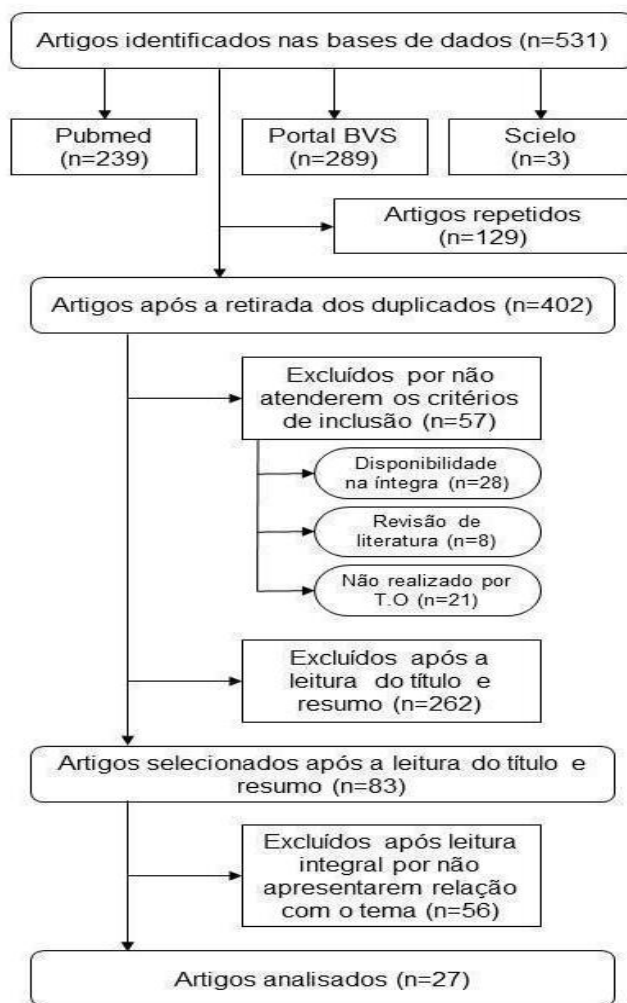 Artigos identificados nas bases de dados (n=531)
Pubmed
(n=239)
Portal BVS
(n=289)
Scielo
(n=3)
Artigos repetidos
(n=129)
Artigos após a retirada dos duplicados (n=402)
Excluídos por não
atenderem os critérios
de inclusão (n=57)
Disponibilidade
na íntegra (n=28)
Revisão de
literatura (n=8)
Não realizado por
T.O (n=21)
Excluídos após a
leitura do título e
resumo (n=262)
Artigos selecionados após a leitura do título e
resumo (n=83)
Excluídos após leitura
integral por não
apresentarem relação
com o tema (n=56)
Artigos analisados (n=27)